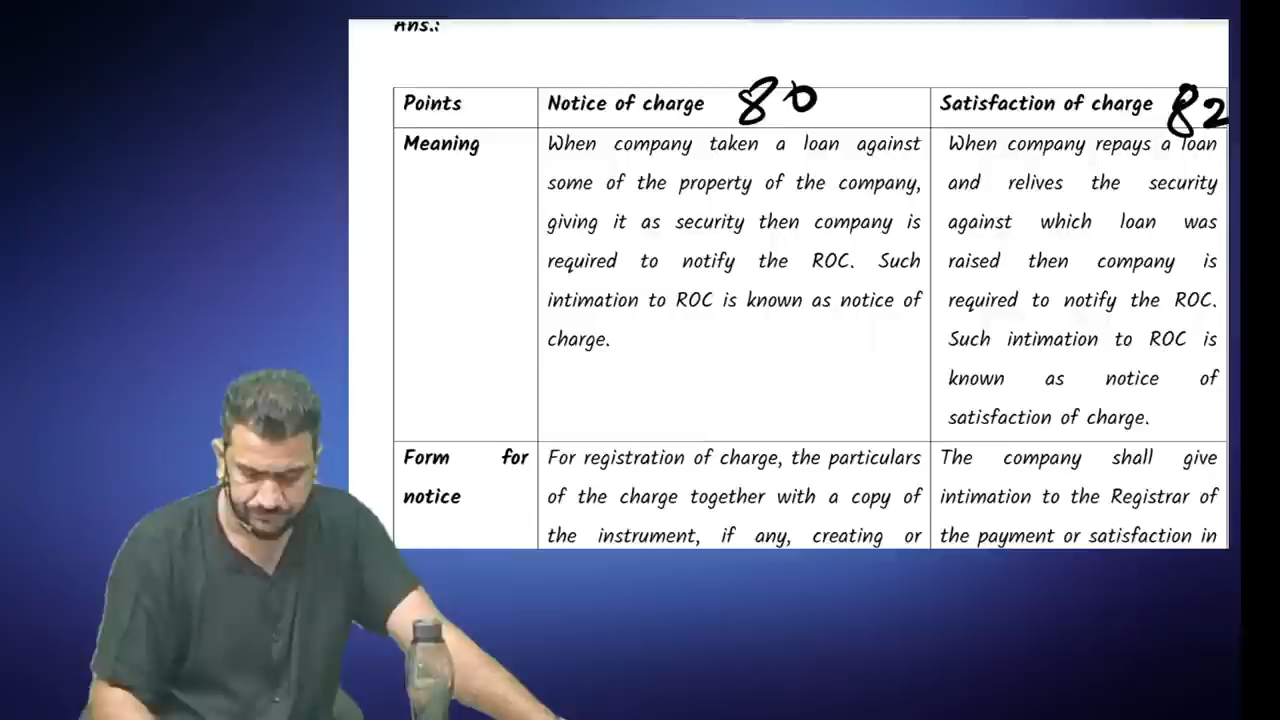 Ans.:
Points Notice of charge 80 Satisfaction of charge 82
Meaning When company taken a loan against When company repays a loan
some of the property of the company, and relives the security
giving it as security then company is against which loan was
required to notify the ROC. Such raised then company is
intimation to ROC is known as notice of required to notify the ROC.
charge. Such intimation to ROC is
known as notice of
satisfaction of charge.
Form for For registration of charge, the particulars The company shall give
notice of the charge together with a copy of intimation to the Registrar of
the instrument, if any, creating or the payment or satisfaction in